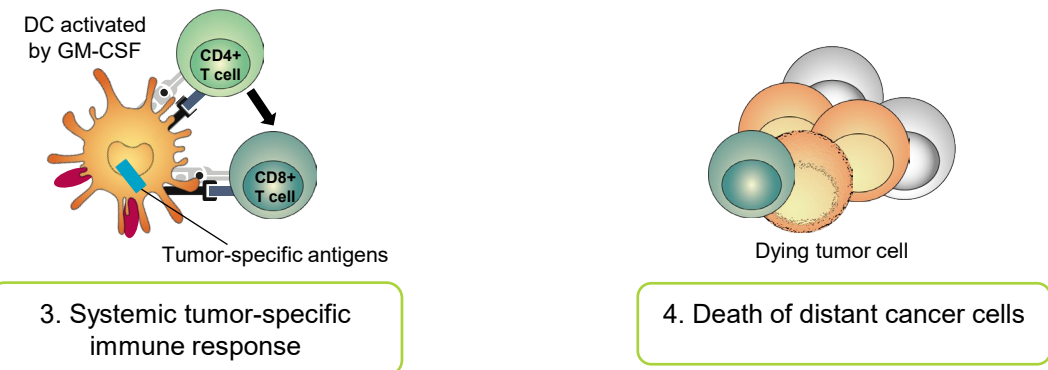 DC activated
by GM-CSF
CD4+
T cell
CD8+
T cell
Tumor-specific antigens
3. Systemic tumor-specific
immune response
Dying tumor cell
4. Death of distant cancer cells